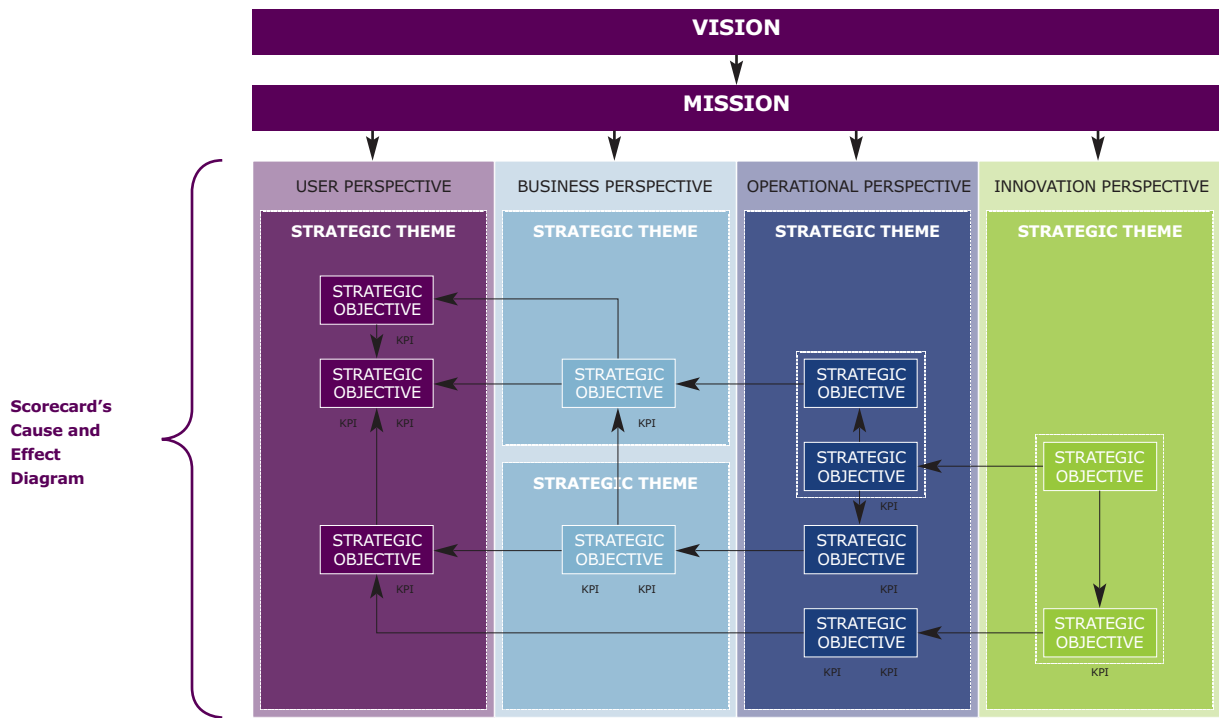 VISION
MISSION
Scorecard's
Cause and
Effect
Diagram
USER PERSPECTIVE
STRATEGIC THEME
STRATEGIC
OBJECTIVE
KPI
STRATEGIC
OBJECTIVE
KPI KPI
STRATEGIC
OBJECTIVE
KPI
BUSINESS PERSPECTIVE
STRATEGIC THEME
STRATEGIC
OBJECTIVE
KPI
STRATEGIC THEME
STRATEGIC
OBJECTIVE
KPI KPI
OPERATIONAL PERSPECTIVE
STRATEGIC THEME
STRATEGIC
OBJECTIVE
STRATEGIC
OBJECTIVE
KPI
STRATEGIC
OBJECTIVE
KPI
STRATEGIC
OBJECTIVE
KPI KPI
INNOVATION PERSPECTIVE
STRATEGIC THEME
STRATEGIC
OBJECTIVE
STRATEGIC
OBJECTIVE
KPI